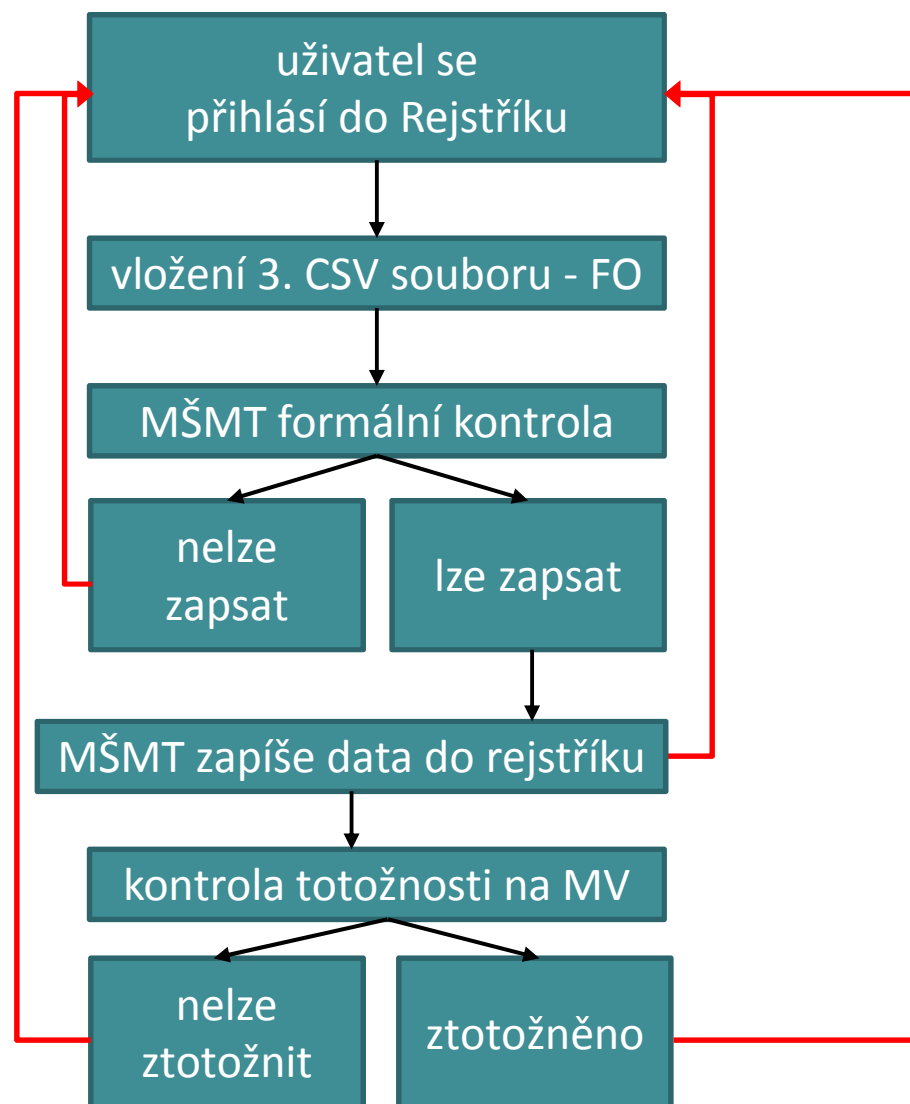 uživatel se
přihlásí do Rejstříku
vložení 3. CSV souboru - FO
MŠMT formální kontrola
nelze
zapsat
lze zapsat
MŠMT zapíše data do rejstříku
kontrola totožnosti na MV
nelze
ztotožnit
ztotožněno